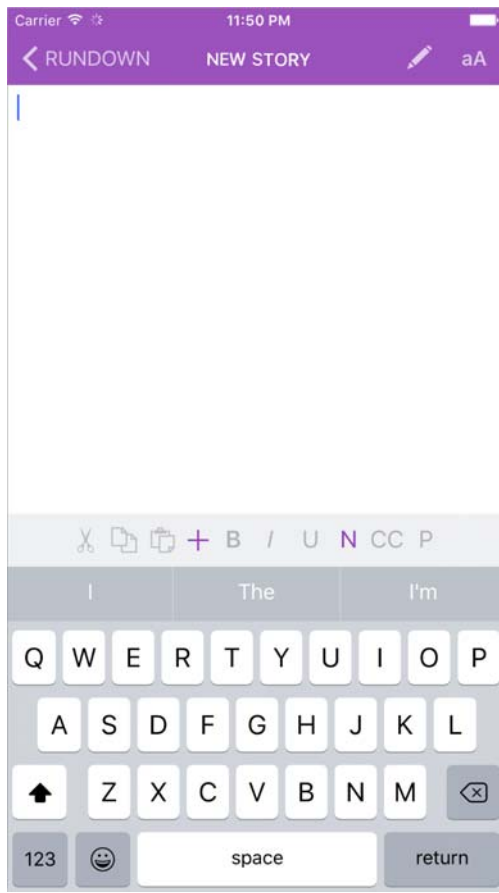 Carrier 11:50 PM
RUNDOWN NEW STORY aA
B I U N CC P
I The I'm
Q W E R T Y U I O P
A S D F G H J K L
Z X C V B N M
123 space return